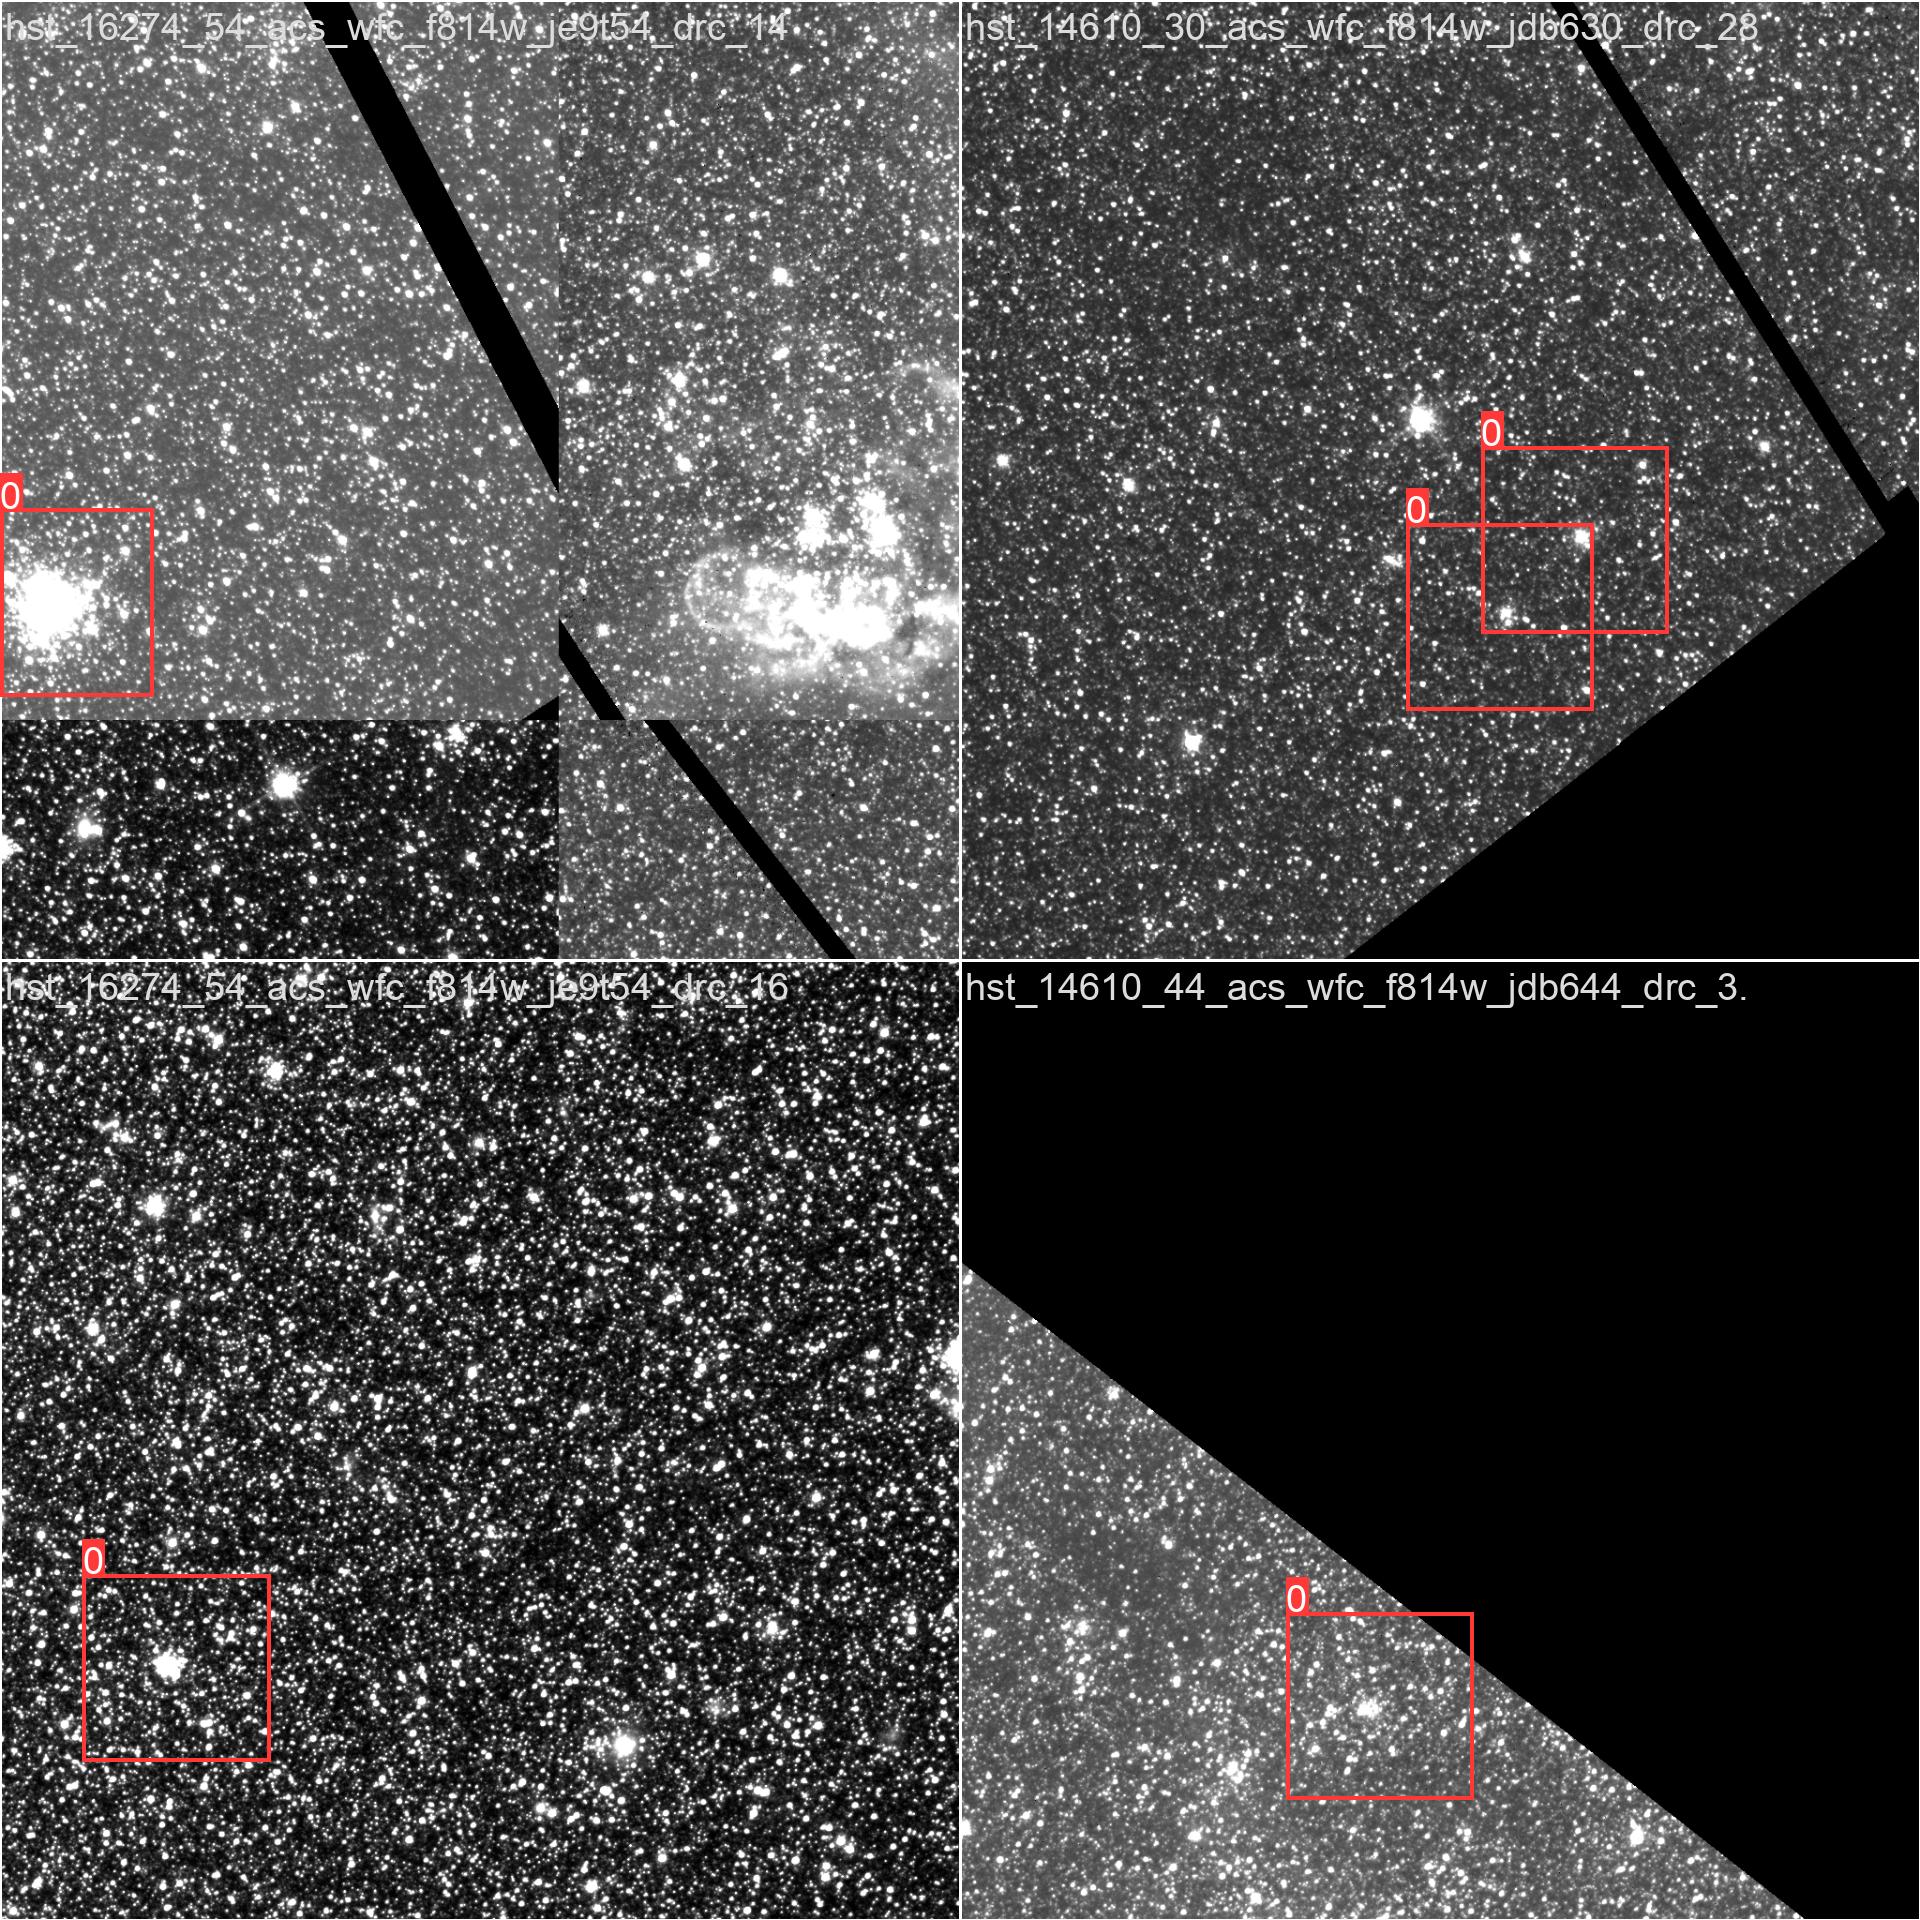 hst_16274_54_acs_wfc_f814w_je9t54_drc_14
hst_14610_30_acs_wfc_f814w_jdb630_drc_28
0
0
0
hst_16274_54_acs_wfc_f814w_je9t54_drc_16
hst_14610_44_acs_wfc_f814w_jdb644_drc_3.
0
0